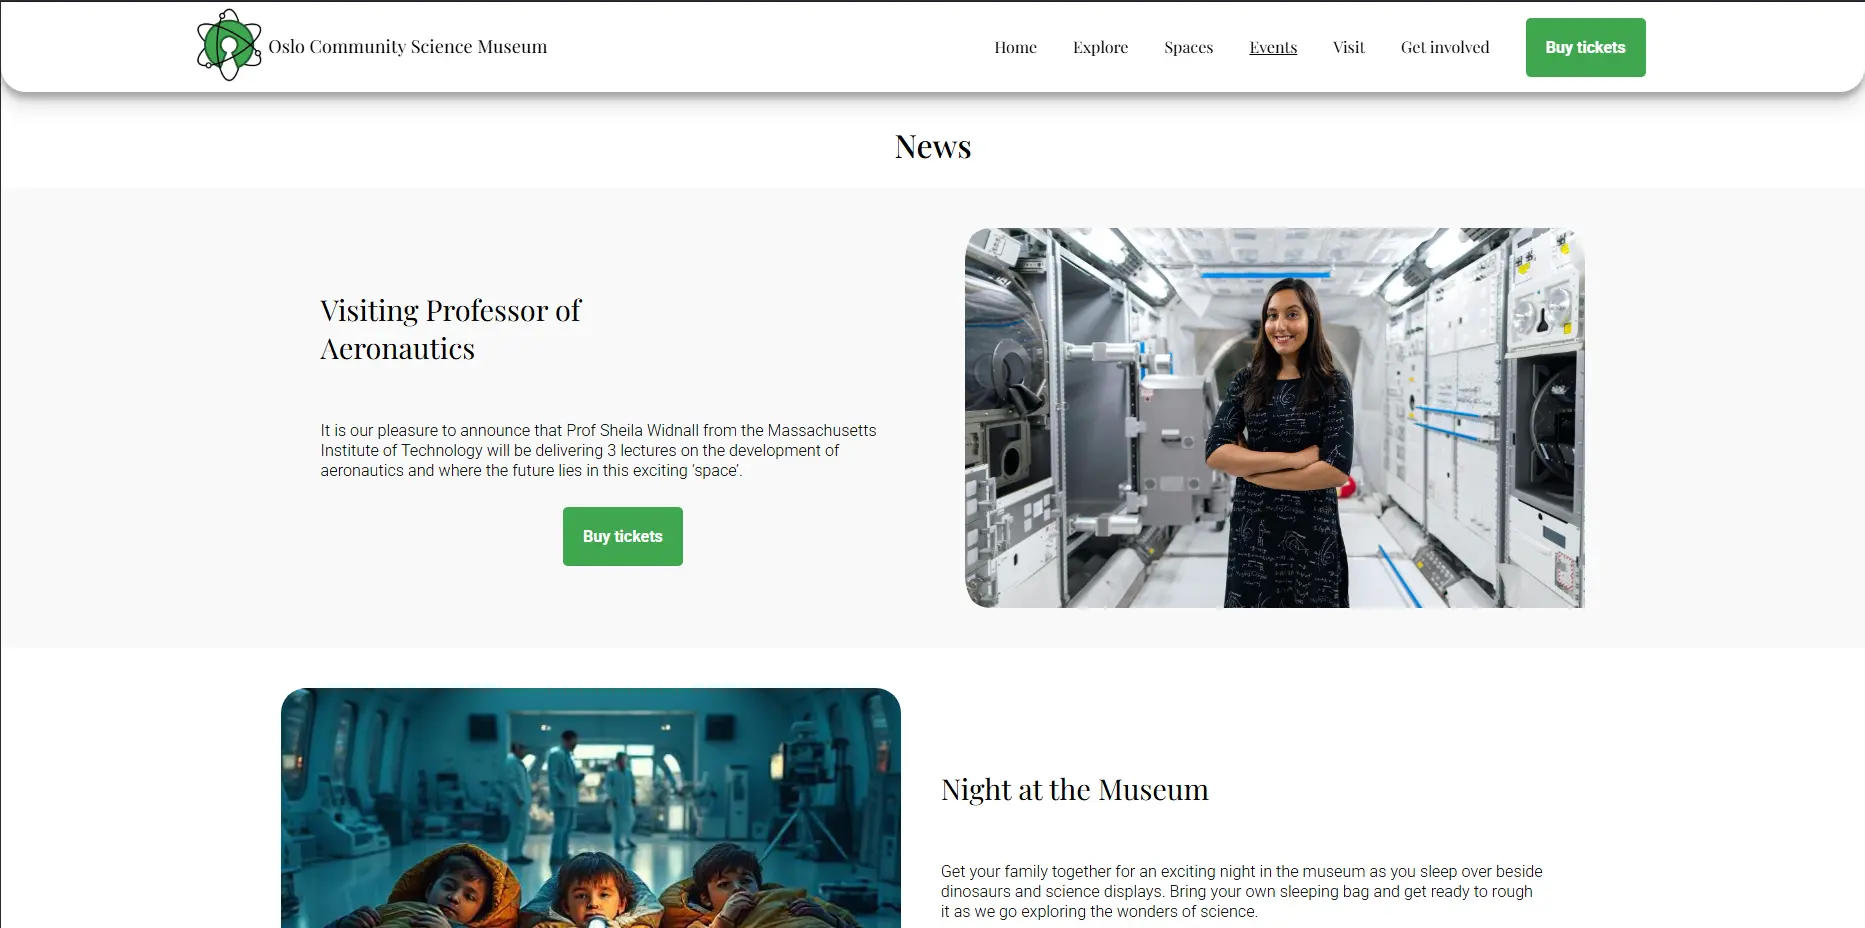 Oslo Community Science Museum
Home
Explore
Spaces
Events
Visit
Get involved
Buy tickets
News
Visiting Professor of
Aeronautics
It is our pleasure to announce that Prof Sheila Widnall from the Massachusetts
Institute of Technology will be delivering 3 lectures on the development of
aeronautics and where the future lies in this exciting ‘space’.
Buy tickets
Night at the Museum
Get your family together for an exciting night in the museum as you sleep over beside
dinosaurs and science displays. Bring your own sleeping bag and get ready to rough
it as we go exploring the wonders of science.